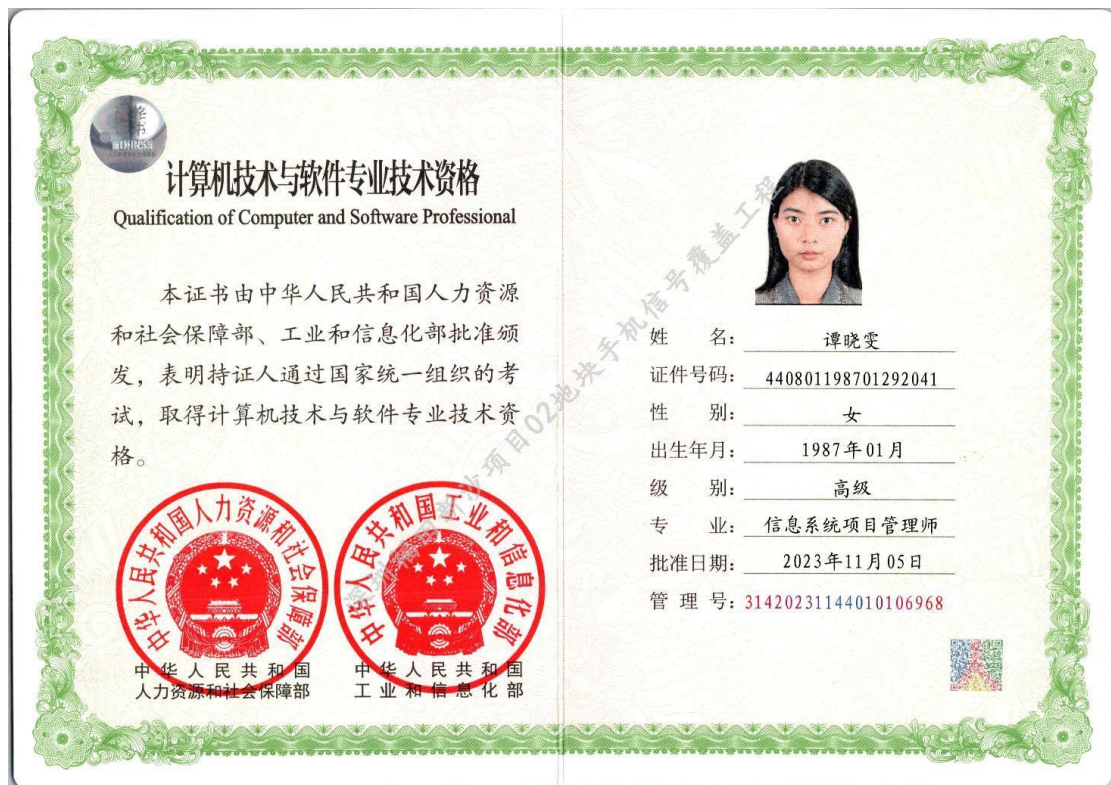 计算机技术与软件专业技术资格
Qualification of Computer and Software Professional
本证书由中华人民共和国人力资源
和社会保障部、工业和信息化部批准颁
发，表明持证人通过国家统一组织的考
试，取得计算机技术与软件专业技术资
格。
中华人民共和国人力资源和社会保障部
中华人民共和国工业和信息化部
中华人民共和国
人力资源和社会保障部
中华人民共和国
工业和信息化部
姓 名： 谭晓雯
证件号码： 440801198701292041
性 别： 女
出生年月： 1987年01月
级 别： 高级
专 业： 信息系统项目管理师
批准日期： 2023年11月05日
管 理 号： 31420231144010106968
沙项目02地块手机信号覆盖工程